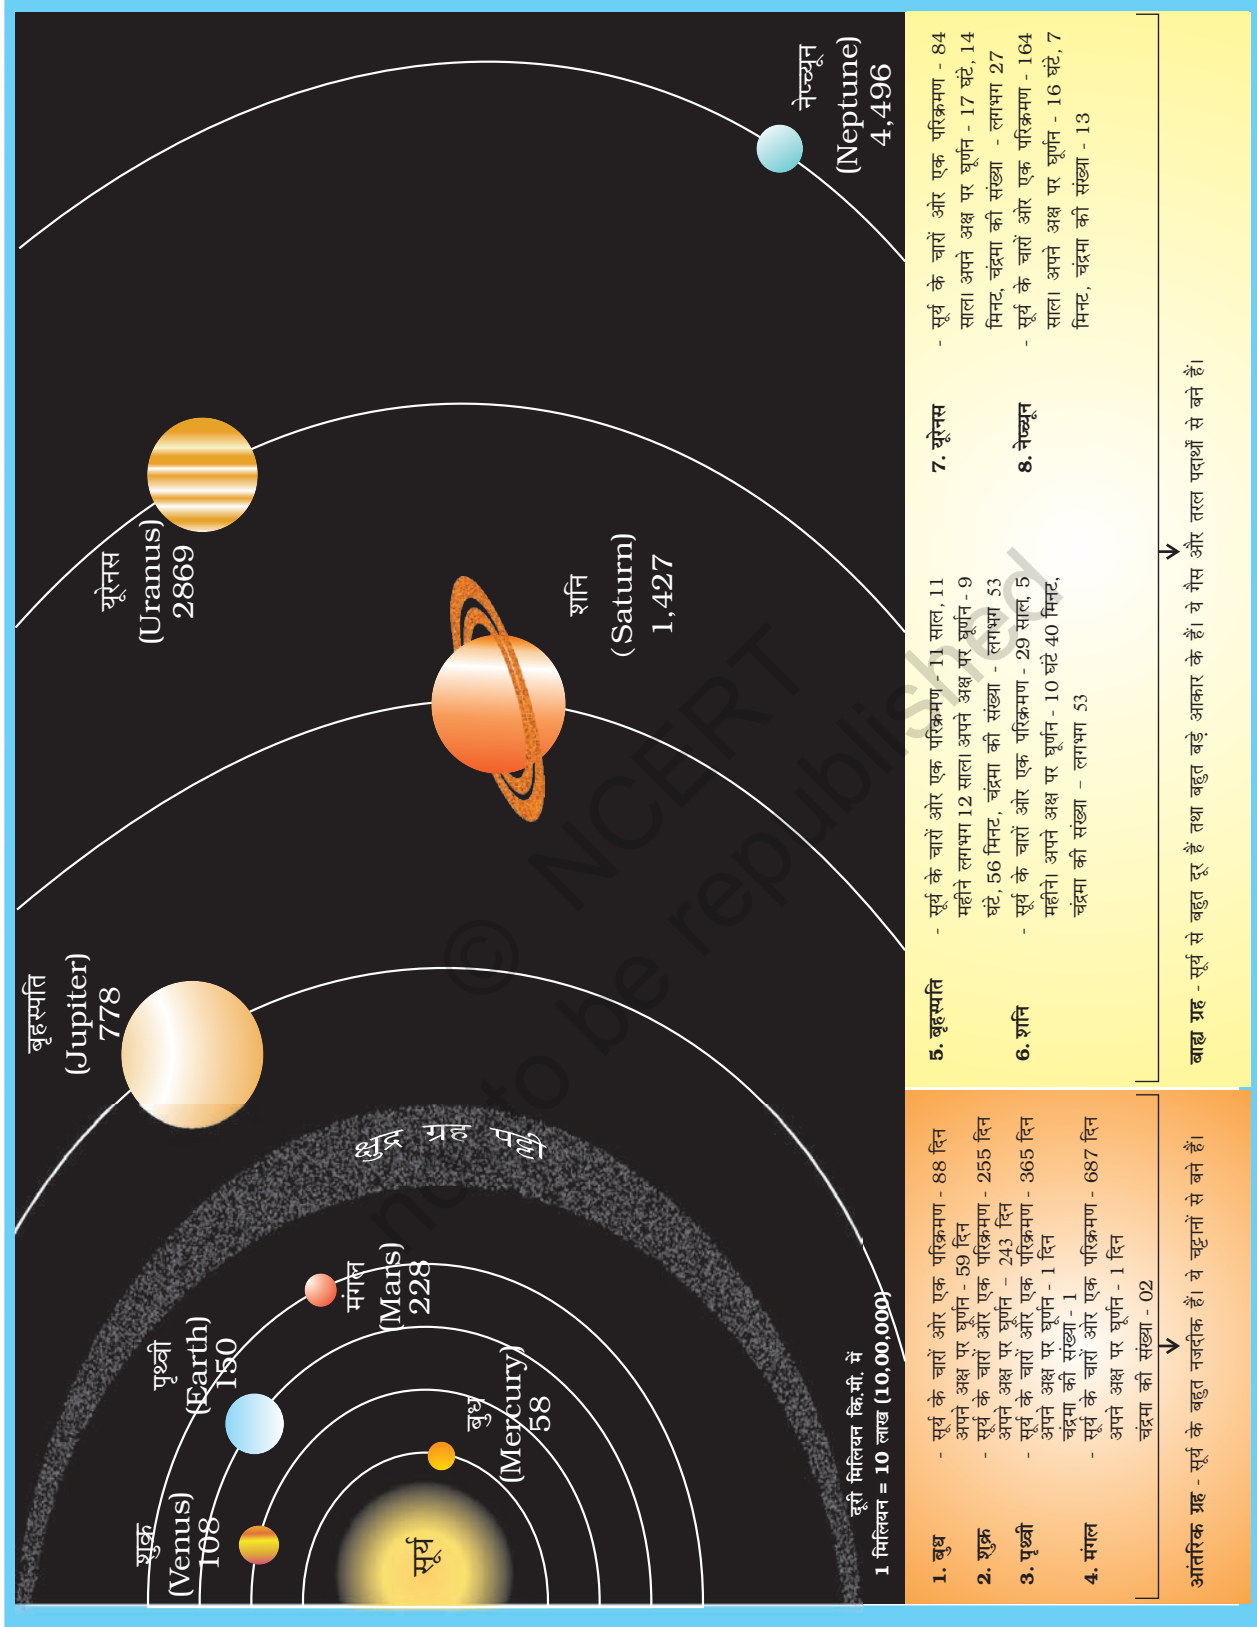 सूर्य
बुध
(Mercury)
58
शुक्र
(Venus)
108
पृथ्वी
(Earth)
150
मंगल
(Mars)
228
क्षुद्र ग्रह पट्टी
बृहस्पति
(Jupiter)
778
शनि
(Saturn)
1,427
यूरेनस
(Uranus)
2869
नेप्च्यून
(Neptune)
4,496
दूरी मिलियन कि.मी. में
1 मिलियन = 10 लाख (10,00,000)
1. बुध - सूर्य के चारों ओर एक परिक्रमण - 88 दिन
अपने अक्ष पर घूर्णन - 59 दिन
2. शुक्र - सूर्य के चारों ओर एक परिक्रमण - 255 दिन
अपने अक्ष पर घूर्णन – 243 दिन
3. पृथ्वी - सूर्य के चारों ओर एक परिक्रमण - 365 दिन
अपने अक्ष पर घूर्णन - 1 दिन
चंद्रमा की संख्या - 1
4. मंगल - सूर्य के चारों ओर एक परिक्रमण - 687 दिन
अपने अक्ष पर घूर्णन - 1 दिन
चंद्रमा की संख्या - 02
आंतरिक ग्रह - सूर्य के बहुत नजदीक हैं। ये चट्टानों से बने हैं।
5. बृहस्पति - सूर्य के चारों ओर एक परिक्रमण - 11 साल, 11
महीने लगभग 12 साल। अपने अक्ष पर घूर्णन - 9
घंटे, 56 मिनट, चंद्रमा की संख्या - लगभग 53
6. शनि - सूर्य के चारों ओर एक परिक्रमण - 29 साल, 5
महीने। अपने अक्ष पर घूर्णन - 10 घंटे 40 मिनट,
चंद्रमा की संख्या – लगभग 53
7. यूरेनस - सूर्य के चारों ओर एक परिक्रमण - 84
साल। अपने अक्ष पर घूर्णन - 17 घंटे, 14
मिनट, चंद्रमा की संख्या - लगभग 27
8. नेप्च्यून - सूर्य के चारों ओर एक परिक्रमण - 164
साल। अपने अक्ष पर घूर्णन - 16 घंटे, 7
मिनट, चंद्रमा की संख्या - 13
बाह्य ग्रह - सूर्य से बहुत दूर हैं तथा बहुत बड़े आकार के हैं। ये गैस और तरल पदार्थों से बने हैं।
© NCERT
not to be republished